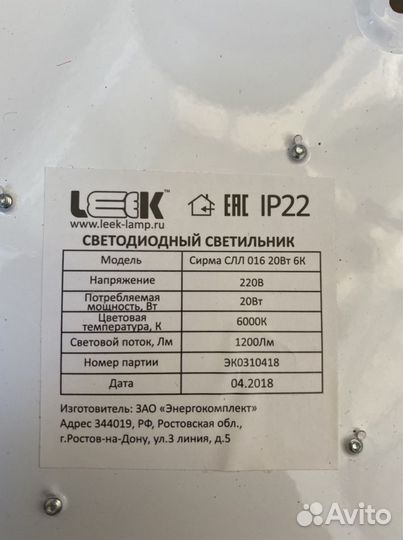 LEEK™ EAC IP22
www.leek-lamp.ru
СВЕТОДИОДНЫЙ СВЕТИЛЬНИК
Модель Сирма СЛЛ 016 20Вт 6К
Напряжение 220В
Потребляемая мощность, Вт 20Вт
Цветовая температура, К 6000К
Световой поток, Лм 1200Лм
Номер партии ЭК0310418
Дата 04.2018
Изготовитель: ЗАО «Энергокомплект»
Адрес 344019, РФ, Ростовская обл.,
г.Ростов-на-Дону, ул.3 линия, д.5
Avito